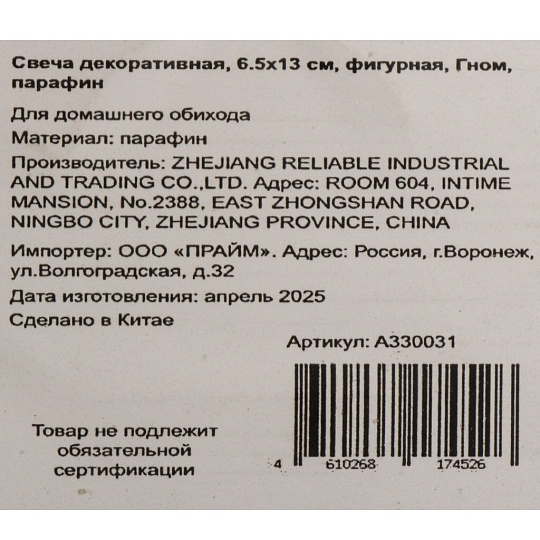 Свеча декоративная, 6.5х13 см, фигурная, Гном,
парафин
Для домашнего обихода
Материал: парафин
Производитель: ZHEJIANG RELIABLE INDUSTRIAL
AND TRADING CO.,LTD. Адрес: ROOM 604, INTIME
MANSION, No.2388, EAST ZHONGSHAN ROAD,
NINGBO CITY, ZHEJIANG PROVINCE, CHINA
Импортер: ООО «ПРАЙМ». Адрес: Россия, г.Воронеж,
ул.Волгоградская, д.32
Дата изготовления: апрель 2025
Сделано в Китае
Артикул: А330031
Товар не подлежит
обязательной
сертификации
4 610268 174526